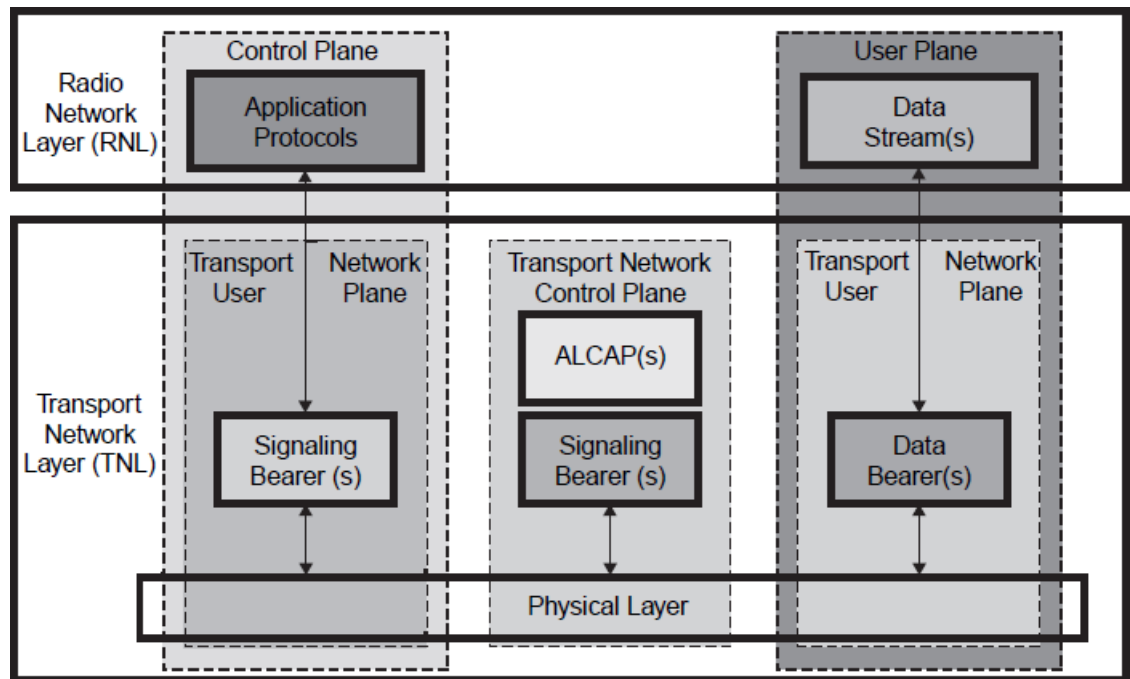 Control Plane
User Plane
Radio
Network
Layer (RNL)
Application
Protocols
Data
Stream(s)
Transport Network
User Plane
Transport Network
Control Plane
Transport Network
User Plane
ALCAP(s)
Transport
Network
Layer (TNL)
Signaling
Bearer (s)
Signaling
Bearer (s)
Data
Bearer(s)
Physical Layer